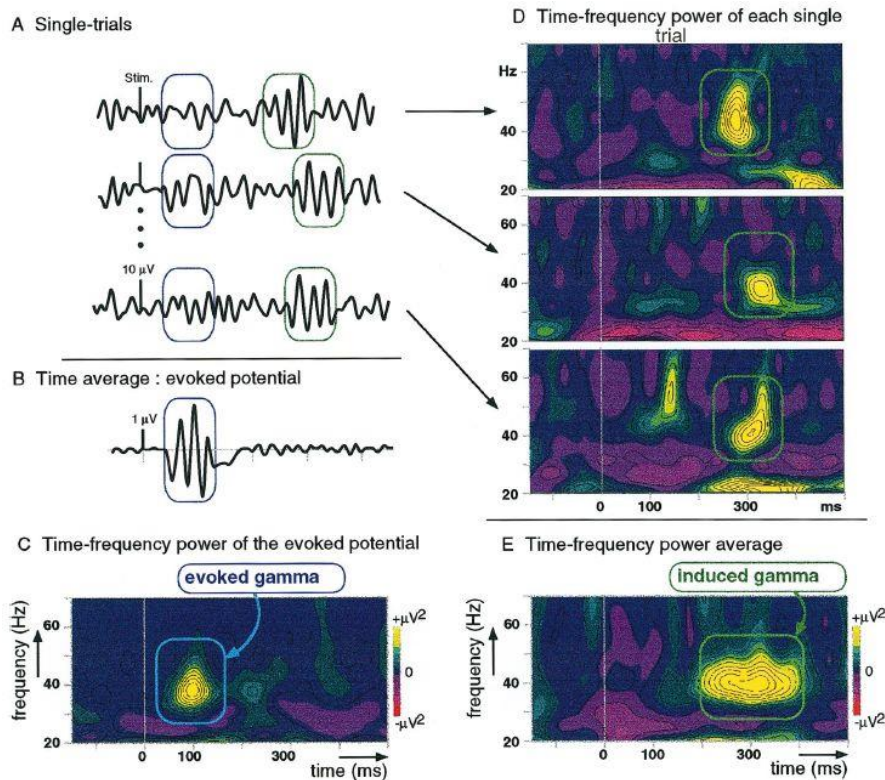 A Single-trials
Stim.
10 µV
B Time average : evoked potential
1 µV
C Time-frequency power of the evoked potential
evoked gamma
frequency (Hz)
60
40
20
0 100 300
time (ms)
+µV²
0
-µV²
D Time-frequency power of each single
trial
Hz
40
20
60
40
20
60
40
20
0 100 300 ms
E Time-frequency power average
induced gamma
frequency (Hz)
60
40
20
0 100 300
time (ms)
+µV²
0
-µV²